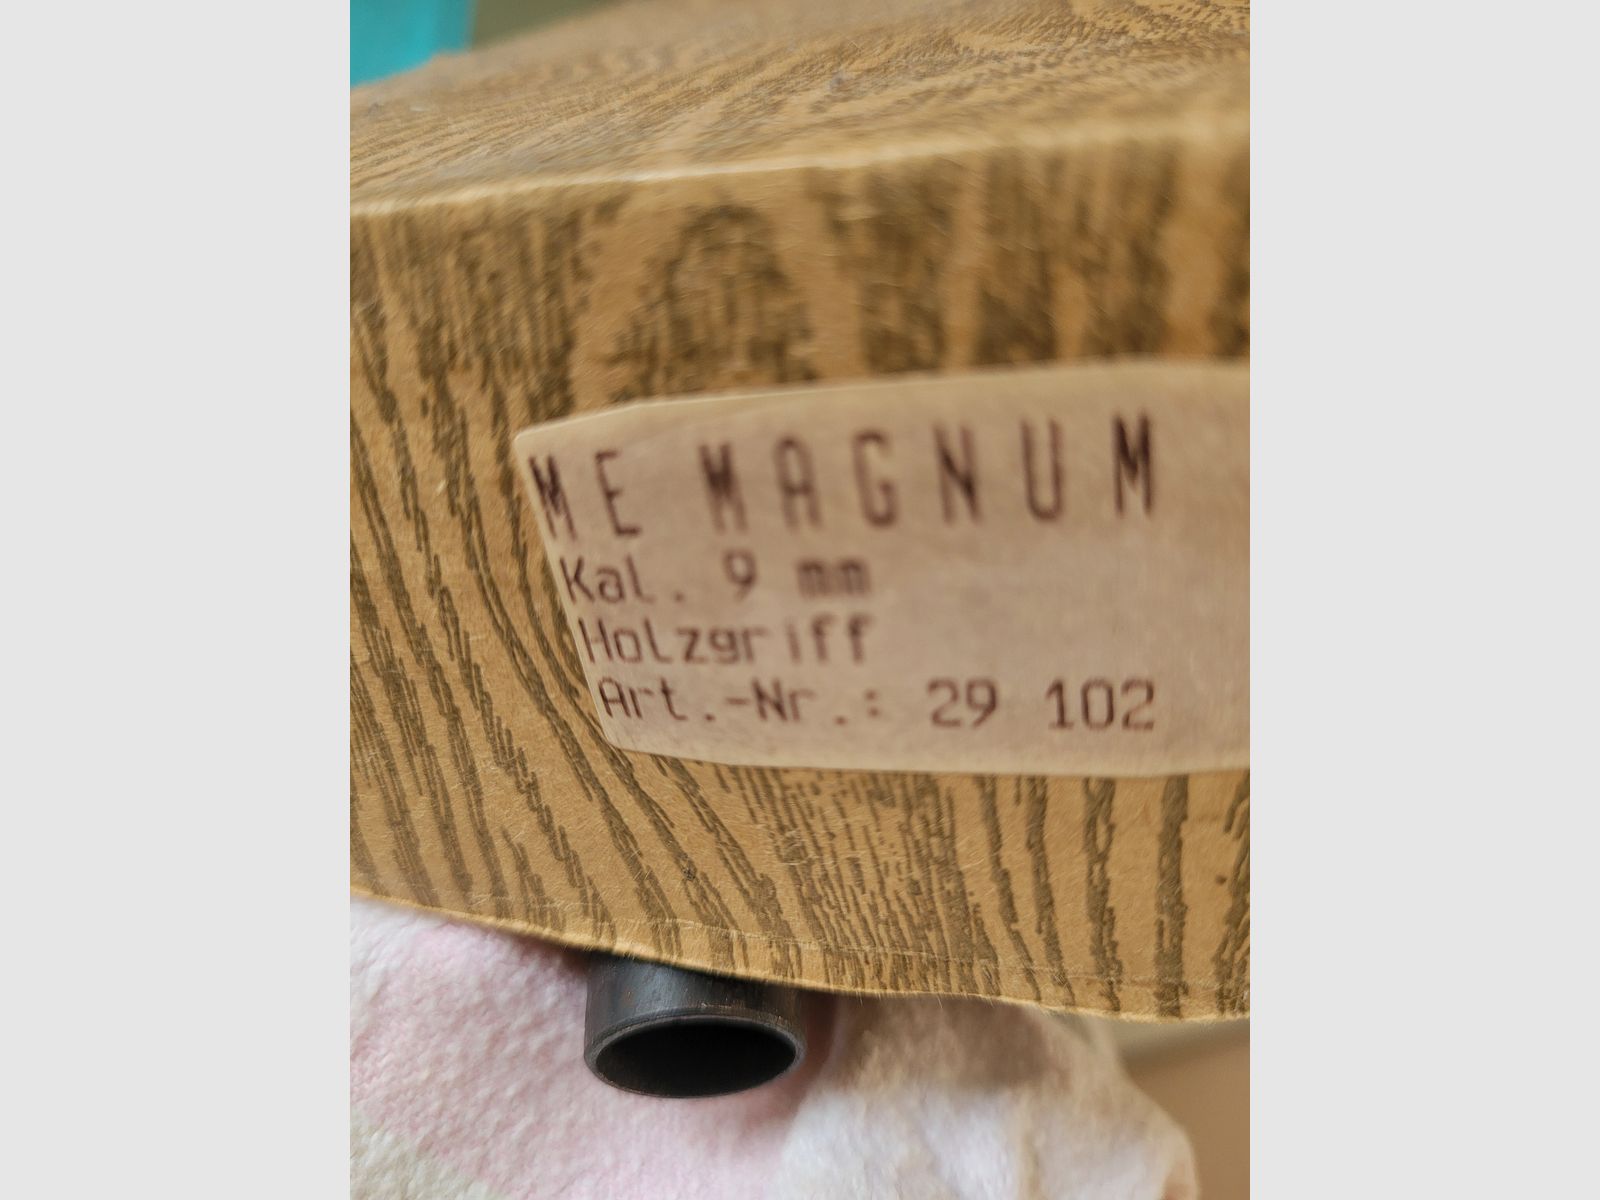 ME MAGNUM
Kal. 9 mm
Holzgriff
Art.-Nr.: 29 102